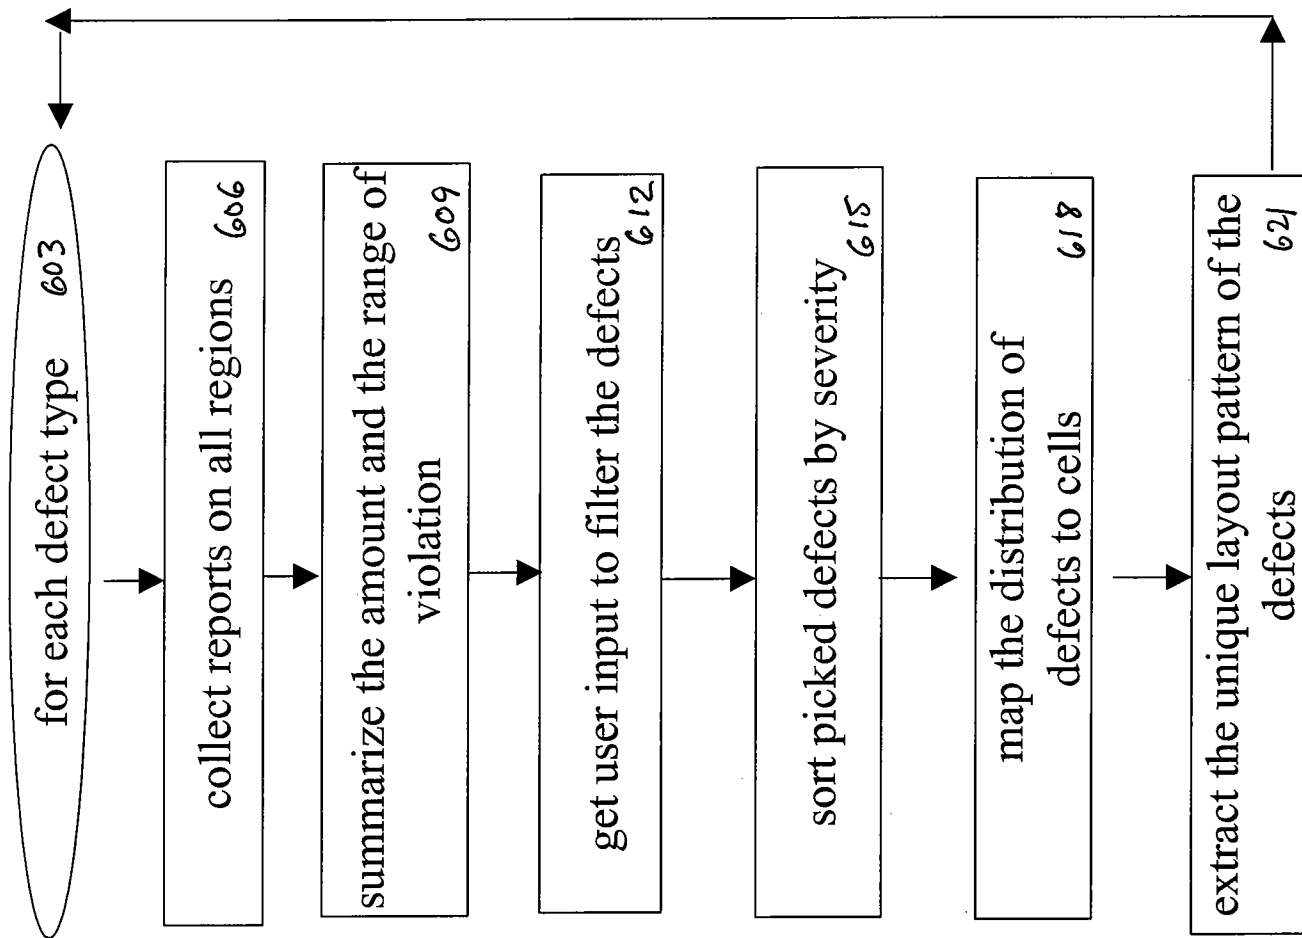 for each defect type 603
collect reports on all regions 606
summarize the amount and the range of
violation 609
get user input to filter the defects
612
sort picked defects by severity
615
map the distribution of
defects to cells 618
extract the unique layout pattern of the
defects 621